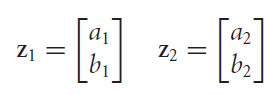 z₁ = [a₁ b₁] z₂ = [a₂ b₂]